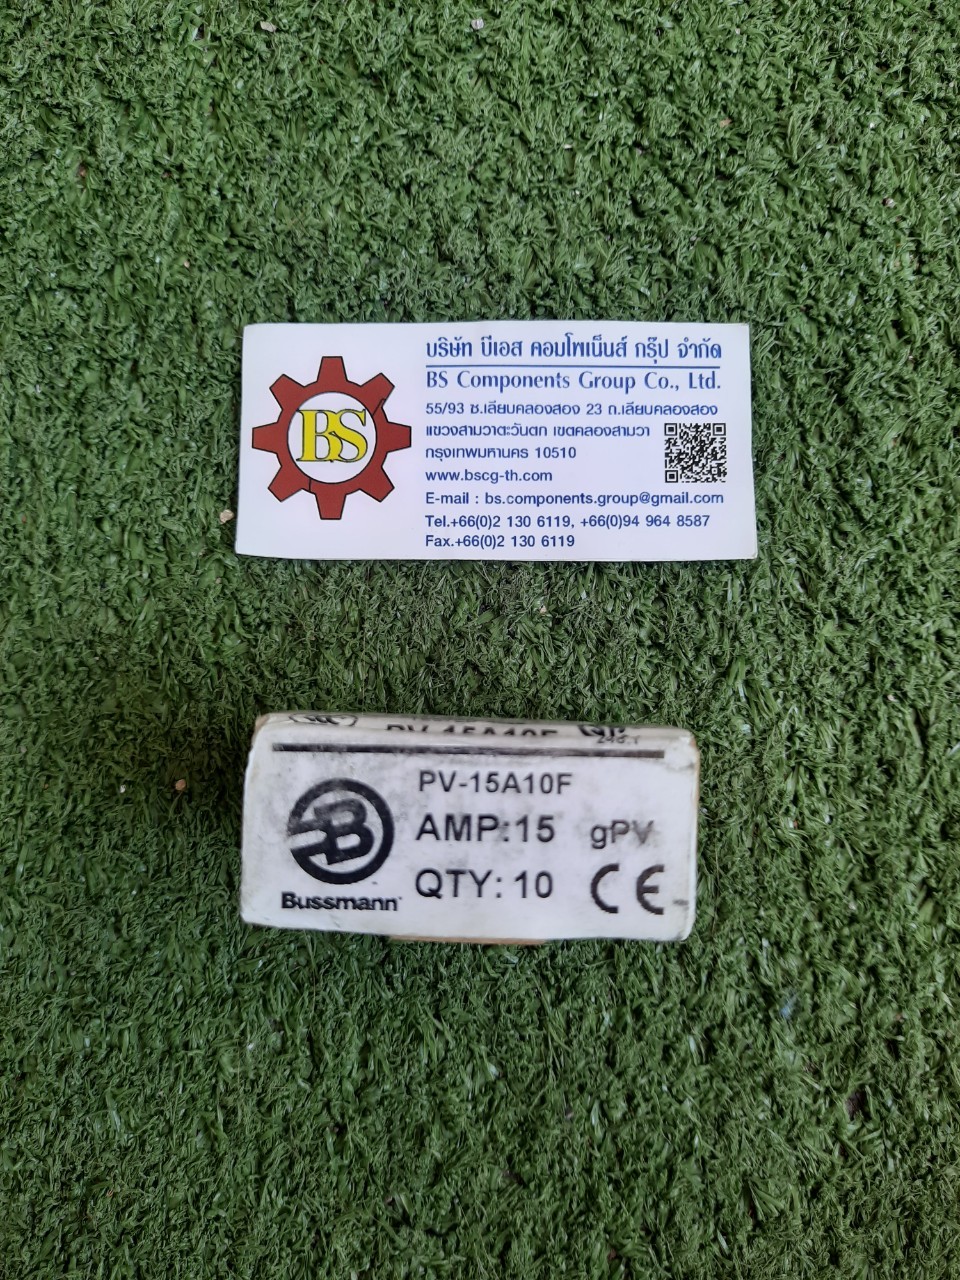 BS
บริษัท บีเอส คอมโพเน็นส์ กรุ๊ป จำกัด
BS Components Group Co., Ltd.
55/93 ซ.เลียบคลองสอง 23 ถ.เลียบคลองสอง
แขวงสามวาตะวันตก เขตคลองสามวา
กรุงเทพมหานคร 10510
www.bscg-th.com
E-mail : bs.components.group@gmail.com
Tel.+66(0)2 130 6119, +66(0)94 964 8587
Fax.+66(0)2 130 6119
PV-15A10F
B
PV-15A10F
AMP:15 gPV
QTY: 10 CE
Bussmann